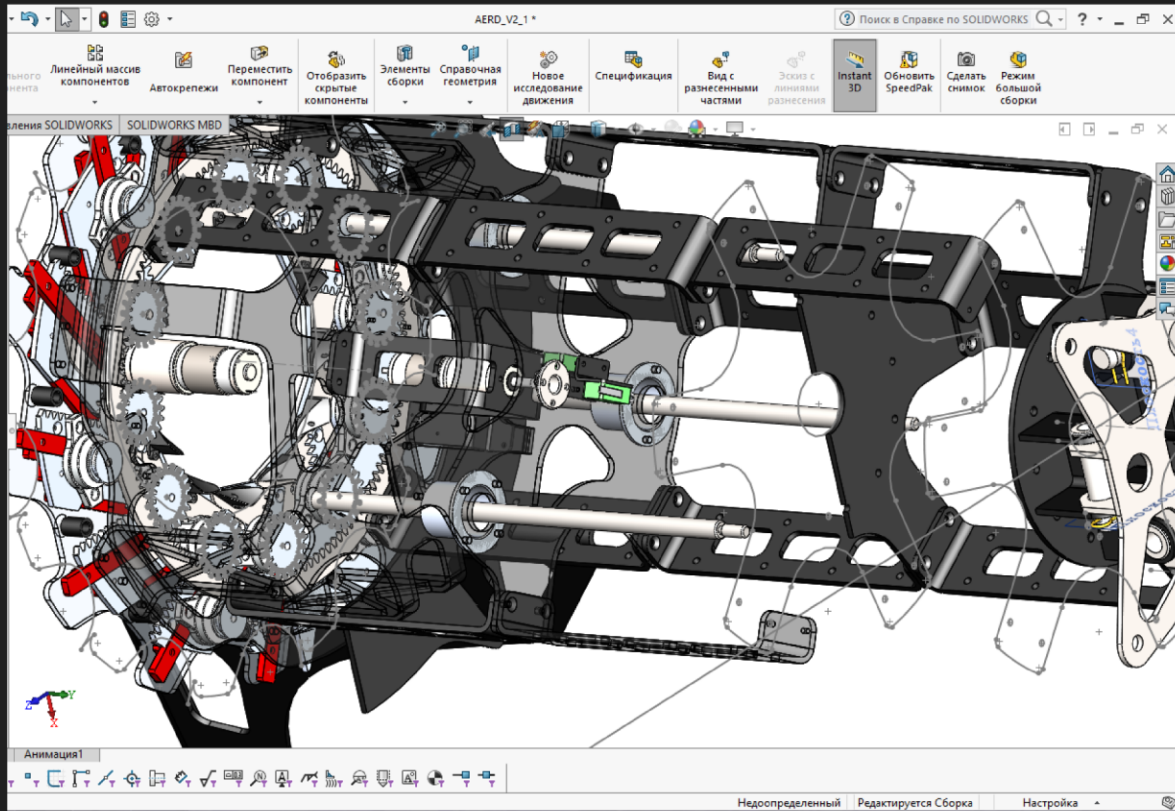 AERD_V2_1 *
Поиск в Справке по SOLIDWORKS
?
Линейный массив
компонентов
Автокрепежи
Переместить
компонент
Отобразить
скрытые
компоненты
Элементы
сборки
Справочная
геометрия
Новое
исследование
движения
Спецификация
Вид с
разнесенными
частями
Эскиз с
линиями
разнесения
Instant
3D
Обновить
SpeedPak
Сделать
снимок
Режим
большой
сборки
вления SOLIDWORKS
SOLIDWORKS MBD
Z
Y
X
Анимация1
Недоопределенный
Редактируется Сборка
Настройка